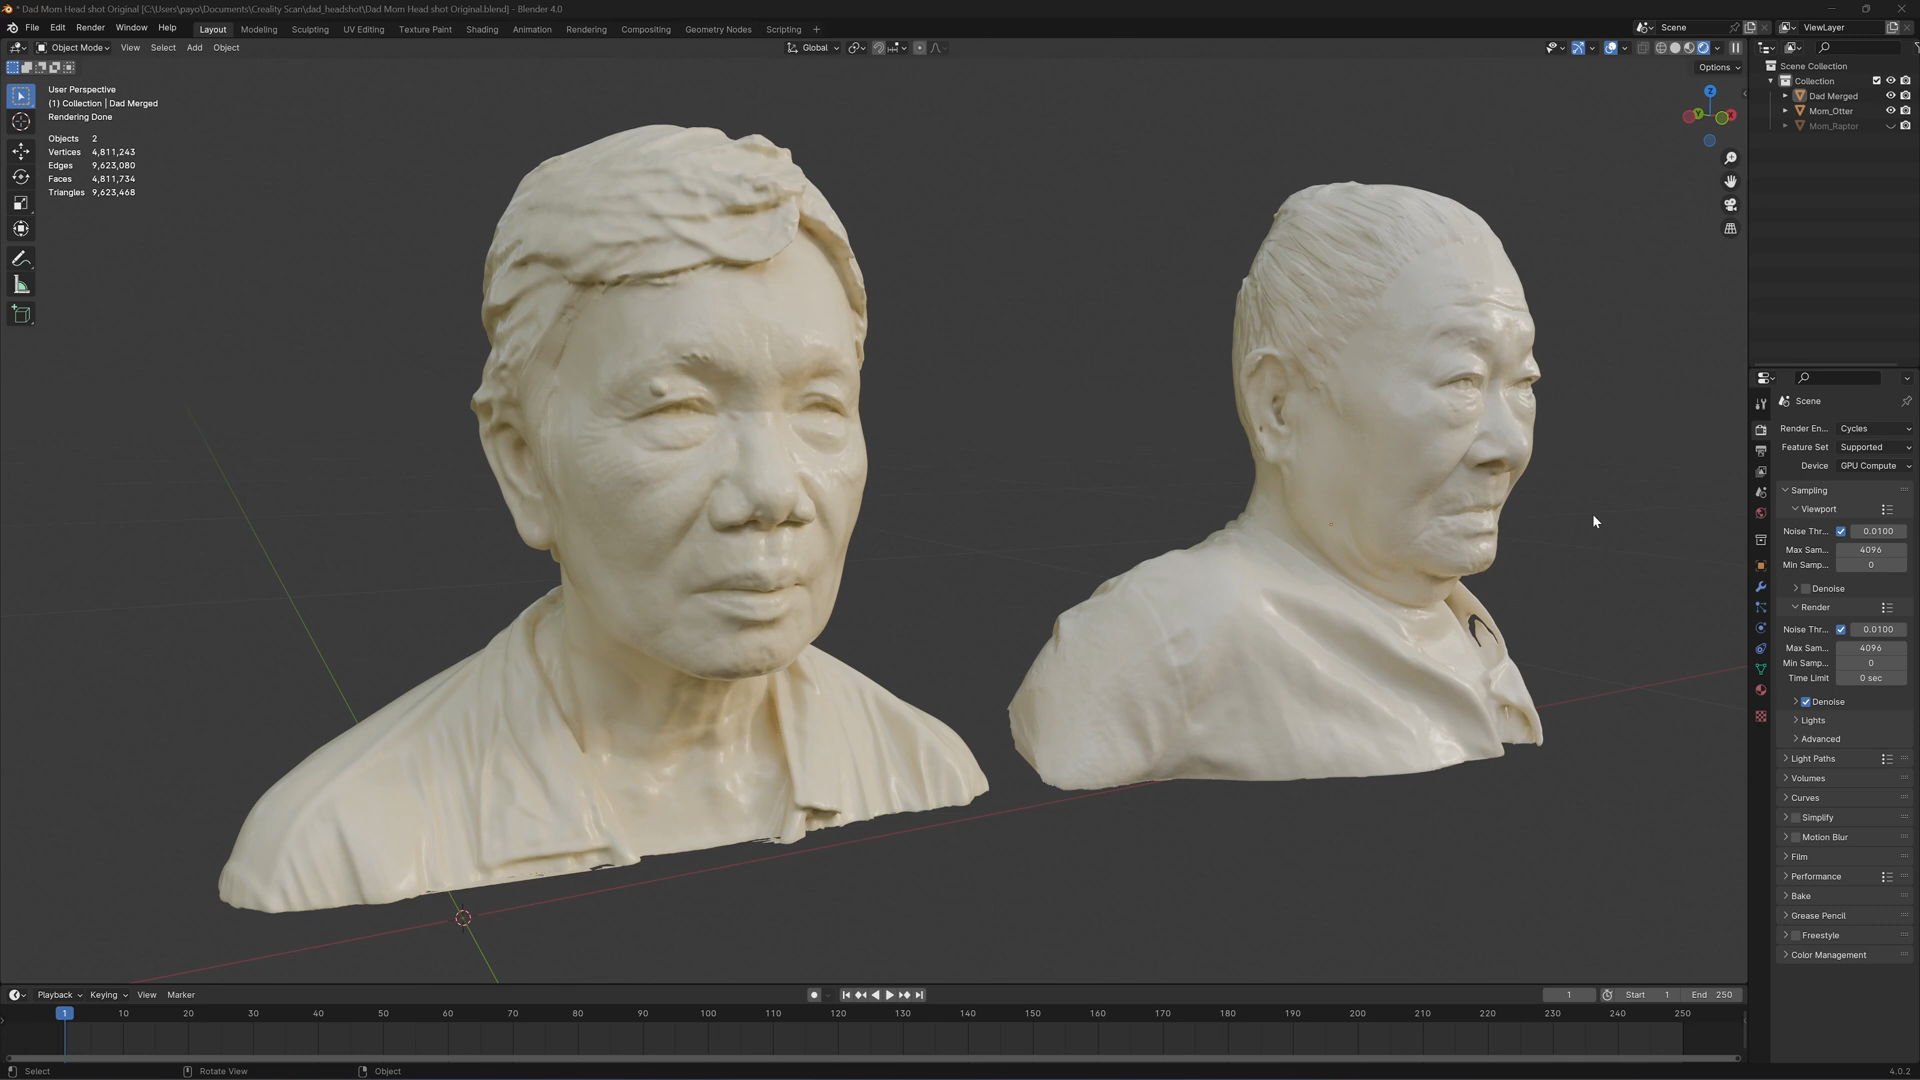 * Dad Mom Head shot Original [C:\Users\payo\Documents\Creality Scan\dad_headshot\Dad Mom Head shot Original.blend] - Blender 4.0
File Edit Render Window Help Layout Modeling Sculpting UV Editing Texture Paint Shading Animation Rendering Compositing Geometry Nodes Scripting + Scene ViewLayer
Object Mode View Select Add Object Global
Options
User Perspective
(1) Collection | Dad Merged
Rendering Done
Objects 2
Vertices 4,811,243
Edges 9,623,080
Faces 4,811,734
Triangles 9,623,468
Z
Y
X
Scene Collection
Collection
Dad Merged
Mom_Otter
Mom_Raptor
Scene
Render En... Cycles
Feature Set Supported
Device GPU Compute
Sampling
Viewport
Noise Thr... 0.0100
Max Sam... 4096
Min Samp... 0
Denoise
Render
Noise Thr... 0.0100
Max Sam... 4096
Min Samp... 0
Time Limit 0 sec
Denoise
Lights
Advanced
Light Paths
Volumes
Curves
Simplify
Motion Blur
Film
Performance
Bake
Grease Pencil
Freestyle
Color Management
Playback Keying View Marker 1 Start 1 End 250
1 10 20 30 40 50 60 70 80 90 100 110 120 130 140 150 160 170 180 190 200 210 220 230 240 250
Select Rotate View Object 4.0.2